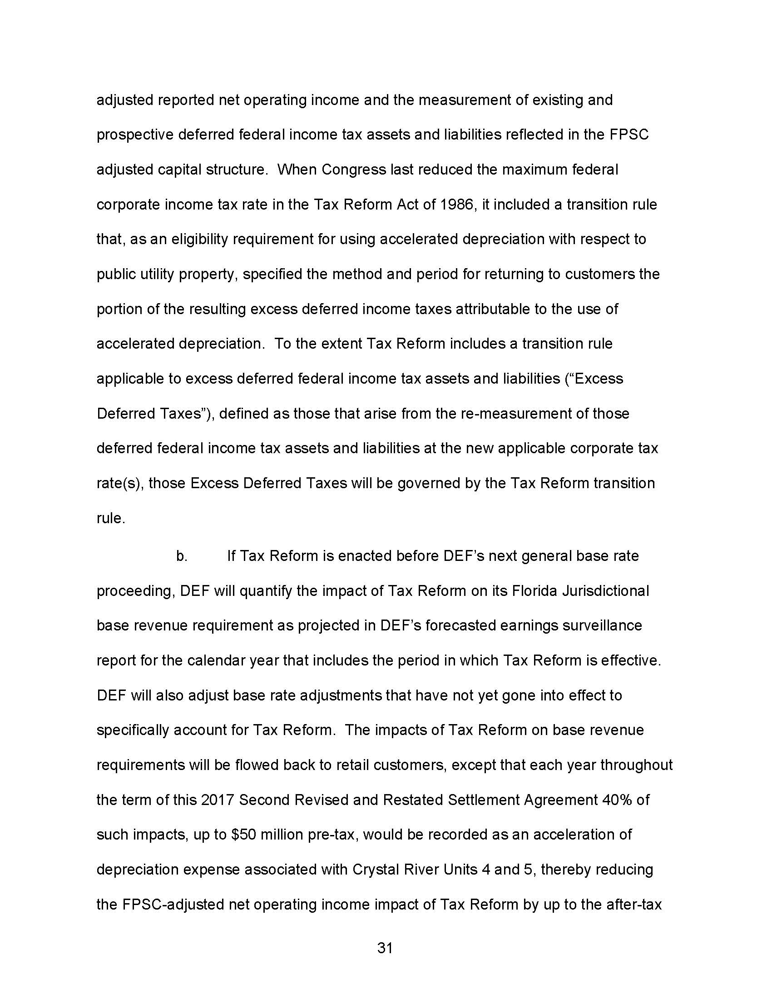 adjusted reported net operating income and the measurement of existing and
prospective deferred federal income tax assets and liabilities reflected in the FPSC
adjusted capital structure.  When Congress last reduced the maximum federal
corporate income tax rate in the Tax Reform Act of 1986, it included a transition rule
that, as an eligibility requirement for using accelerated depreciation with respect to
public utility property, specified the method and period for returning to customers the
portion of the resulting excess deferred income taxes attributable to the use of
accelerated depreciation.  To the extent Tax Reform includes a transition rule
applicable to excess deferred federal income tax assets and liabilities (“Excess
Deferred Taxes”), defined as those that arise from the re-measurement of those
deferred federal income tax assets and liabilities at the new applicable corporate tax
rate(s), those Excess Deferred Taxes will be governed by the Tax Reform transition
rule.
b. If Tax Reform is enacted before DEF’s next general base rate
proceeding, DEF will quantify the impact of Tax Reform on its Florida Jurisdictional
base revenue requirement as projected in DEF’s forecasted earnings surveillance
report for the calendar year that includes the period in which Tax Reform is effective.
DEF will also adjust base rate adjustments that have not yet gone into effect to
specifically account for Tax Reform.  The impacts of Tax Reform on base revenue
requirements will be flowed back to retail customers, except that each year throughout
the term of this 2017 Second Revised and Restated Settlement Agreement 40% of
such impacts, up to $50 million pre-tax, would be recorded as an acceleration of
depreciation expense associated with Crystal River Units 4 and 5, thereby reducing
the FPSC-adjusted net operating income impact of Tax Reform by up to the after-tax
31